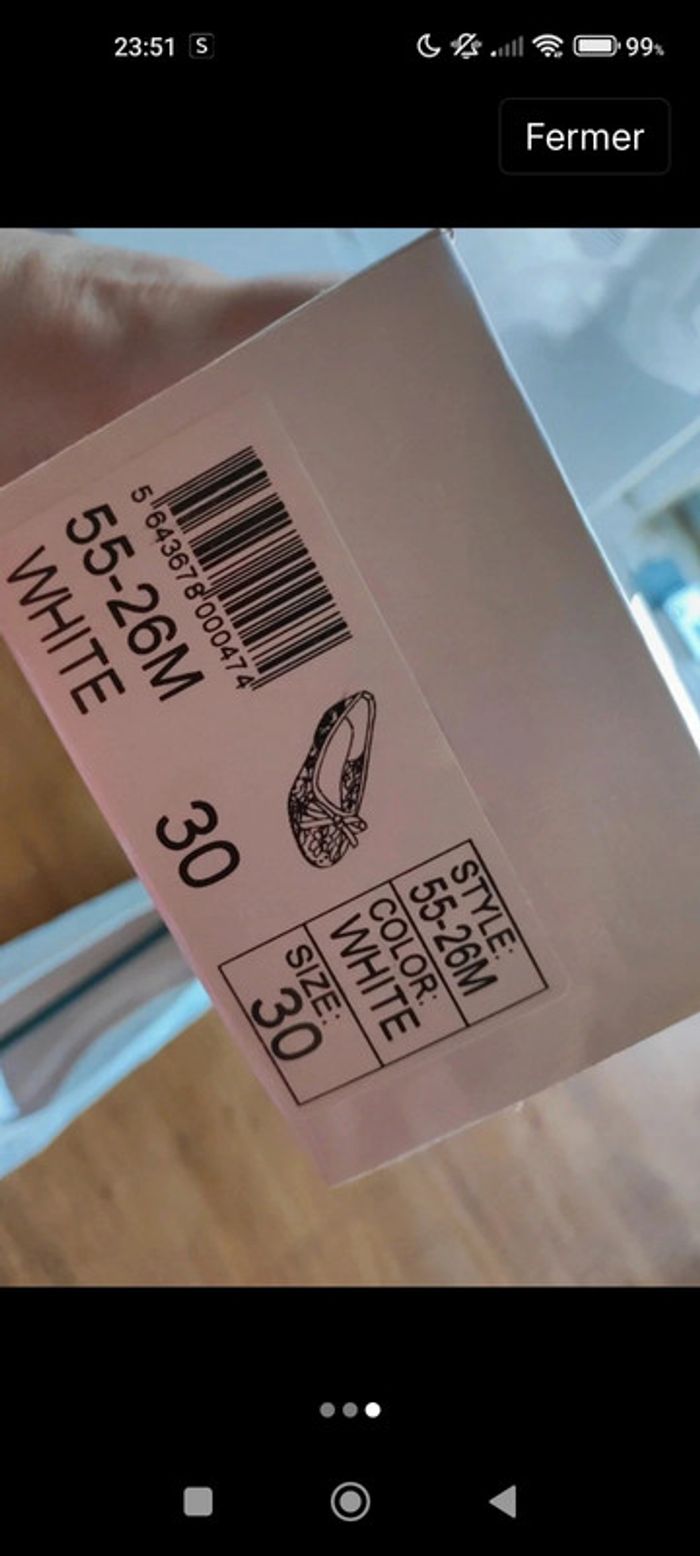 23:51 S 99%
Fermer
5 643678 000474
55-26M
WHITE
30
STYLE:
55-26M
COLOR:
WHITE
SIZE:
30